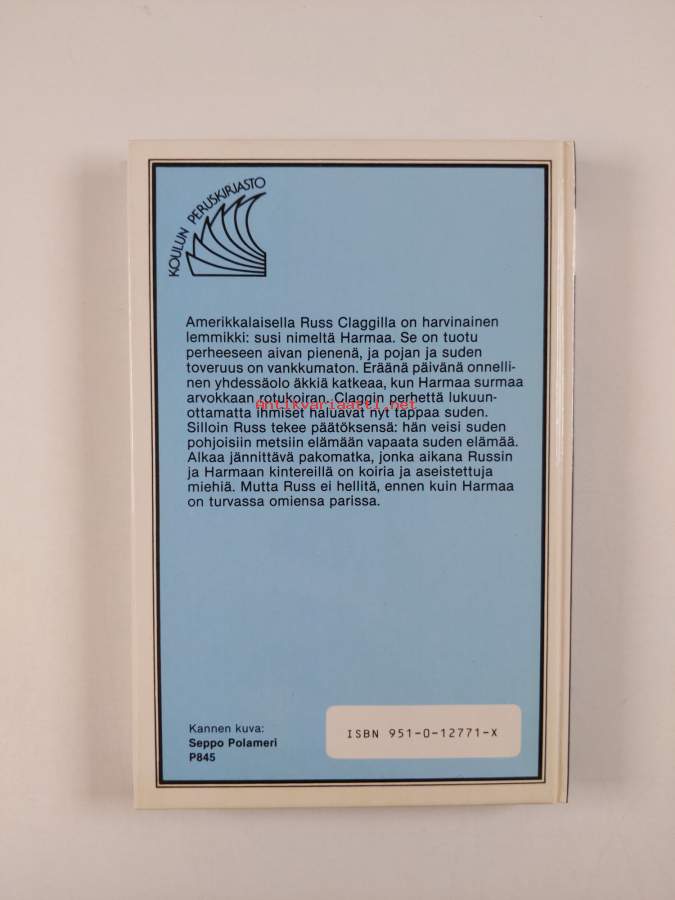 KOULUN PERUSKIRJASTO
Amerikkalaisella Russ Claggilla on harvinainen
lemmikki: susi nimeltä Harmaa. Se on tuotu
perheeseen aivan pienenä, ja pojan ja suden
toveruus on vankkumaton. Eräänä päivänä onnelli-
nen yhdessäolo äkkiä katkeaa, kun Harmaa surmaa
arvokkaan rotukoiran. Claggin perhettä lukuun-
Antikvariaatti.net
ottamatta ihmiset haluavat nyt tappaa suden.
Silloin Russ tekee päätöksensä: hän veisi suden
pohjoisiin metsiin elämään vapaata suden elämää.
Alkaa jännittävä pakomatka, jonka aikana Russin
ja Harmaan kintereillä on koiria ja aseistettuja
miehiä. Mutta Russ ei hellitä, ennen kuin Harmaa
on turvassa omiensa parissa.
Kannen kuva:
Seppo Polameri
P845
ISBN 951-0-12771-X